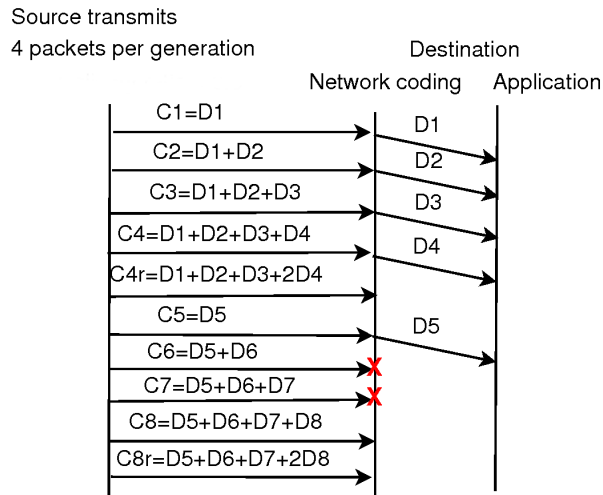 Source transmits
4 packets per generation
Destination
Network coding
Application
C1=D1
D1
C2=D1+D2
D2
C3=D1+D2+D3
D3
C4=D1+D2+D3+D4
D4
C4r=D1+D2+D3+2D4
C5=D5
D5
C6=D5+D6
X
C7=D5+D6+D7
X
C8=D5+D6+D7+D8
C8r=D5+D6+D7+2D8